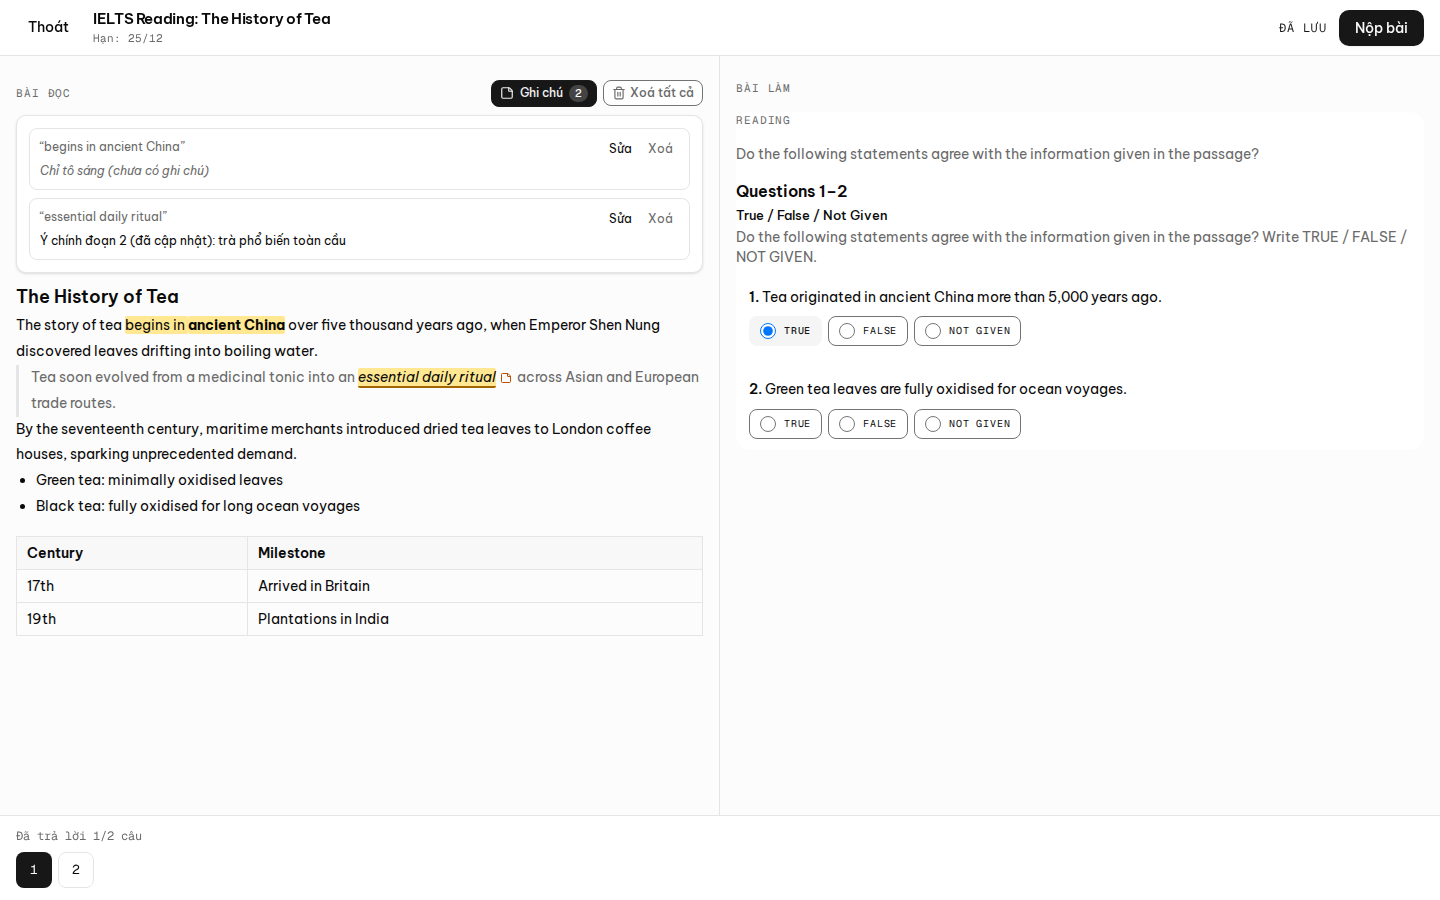 Thoát
IELTS Reading: The History of Tea
Hạn: 25/12
ĐÃ LƯU
Nộp bài
BÀI ĐỌC
Ghi chú 2
Xoá tất cả
“begins in ancient China”
Sửa
Xoá
Chỉ tô sáng (chưa có ghi chú)
“essential daily ritual”
Sửa
Xoá
Ý chính đoạn 2 (đã cập nhật): trà phổ biến toàn cầu
The History of Tea
The story of tea begins in ancient China over five thousand years ago, when Emperor Shen Nung
discovered leaves drifting into boiling water.
Tea soon evolved from a medicinal tonic into an essential daily ritual across Asian and European
trade routes.
By the seventeenth century, maritime merchants introduced dried tea leaves to London coffee
houses, sparking unprecedented demand.
• Green tea: minimally oxidised leaves
• Black tea: fully oxidised for long ocean voyages
Century Milestone
17th Arrived in Britain
19th Plantations in India
BÀI LÀM
READING
Do the following statements agree with the information given in the passage?
Questions 1–2
True / False / Not Given
Do the following statements agree with the information given in the passage? Write TRUE / FALSE /
NOT GIVEN.
1. Tea originated in ancient China more than 5,000 years ago.
TRUE FALSE NOT GIVEN
2. Green tea leaves are fully oxidised for ocean voyages.
TRUE FALSE NOT GIVEN
Đã trả lời 1/2 câu
1 2